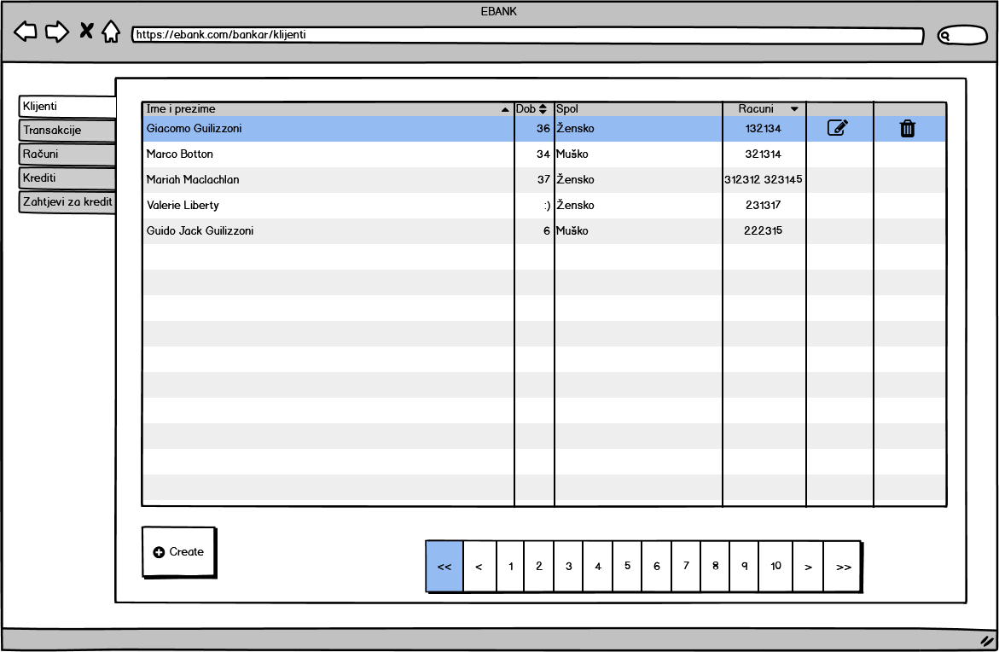 EBANK
https://ebank.com/bankar/klijenti
Klijenti
Transakcije
Računi
Krediti
Zahtjevi za kredit
Ime i prezime Dob Spol Racuni
Giacomo Guilizzoni 36 Žensko 132134
Marco Botton 34 Muško 321314
Mariah Maclachlan 37 Žensko 312312 323145
Valerie Liberty :) Žensko 231317
Guido Jack Guilizzoni 6 Muško 222315
Create
<< < 1 2 3 4 5 6 7 8 9 10 > >>